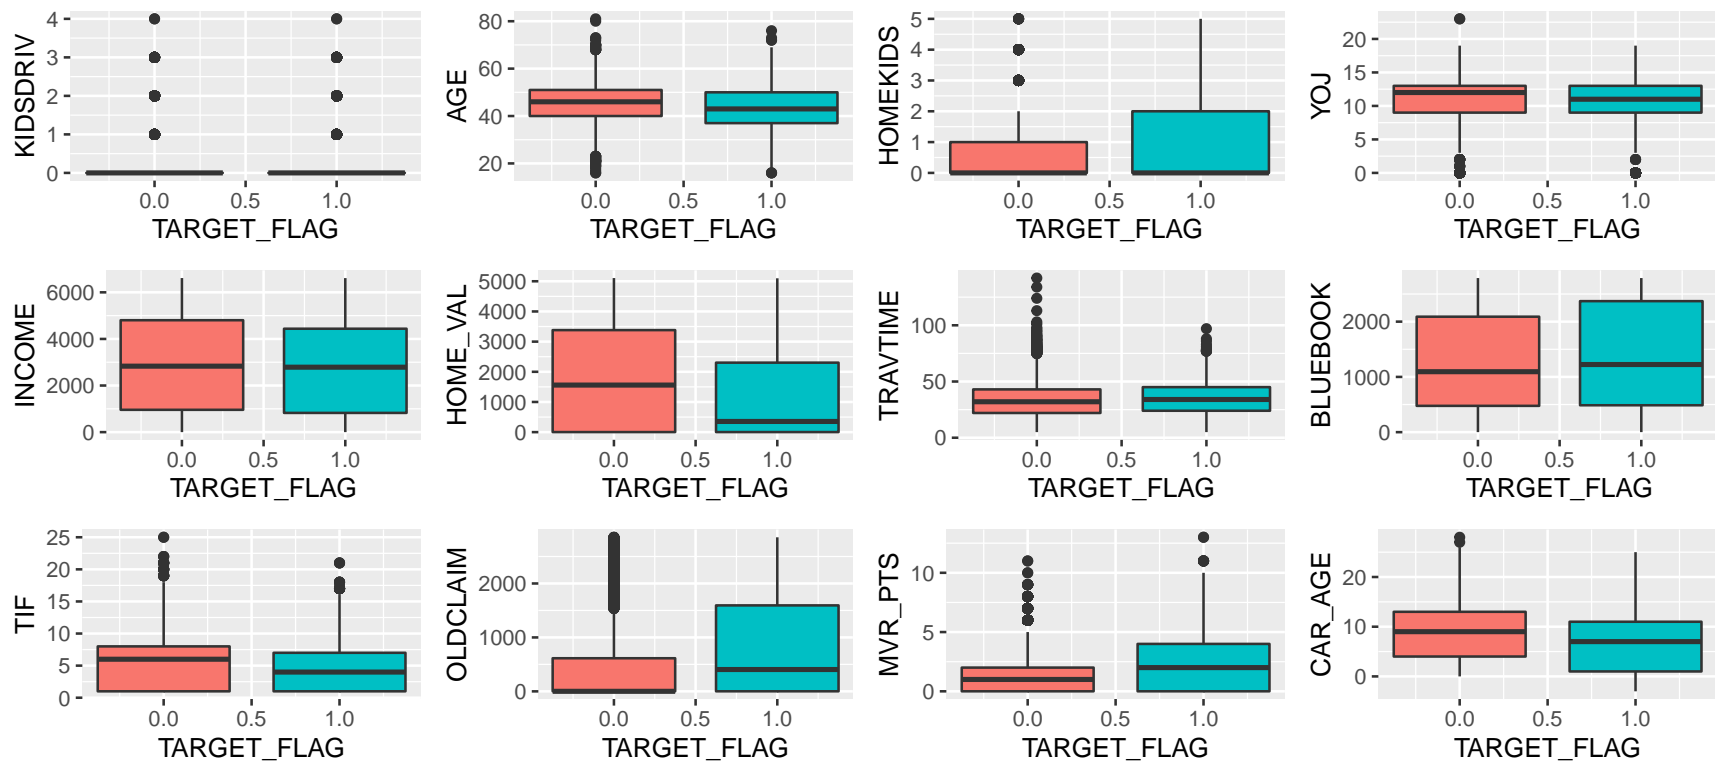 KIDSDRIV
4
3
2
1
0
0.0 0.5 1.0
TARGET_FLAG
AGE
80
60
40
20
0.0 0.5 1.0
TARGET_FLAG
HOMEKIDS
5
4
3
2
1
0
0.0 0.5 1.0
TARGET_FLAG
YOJ
20
15
10
5
0
0.0 0.5 1.0
TARGET_FLAG
INCOME
6000
4000
2000
0
0.0 0.5 1.0
TARGET_FLAG
HOME_VAL
5000
4000
3000
2000
1000
0
0.0 0.5 1.0
TARGET_FLAG
TRAVTIME
100
50
0
0.0 0.5 1.0
TARGET_FLAG
BLUEBOOK
2000
1000
0
0.0 0.5 1.0
TARGET_FLAG
TIF
25
20
15
10
5
0
0.0 0.5 1.0
TARGET_FLAG
OLDCLAIM
2000
1000
0
0.0 0.5 1.0
TARGET_FLAG
MVR_PTS
10
5
0
0.0 0.5 1.0
TARGET_FLAG
CAR_AGE
20
10
0
0.0 0.5 1.0
TARGET_FLAG